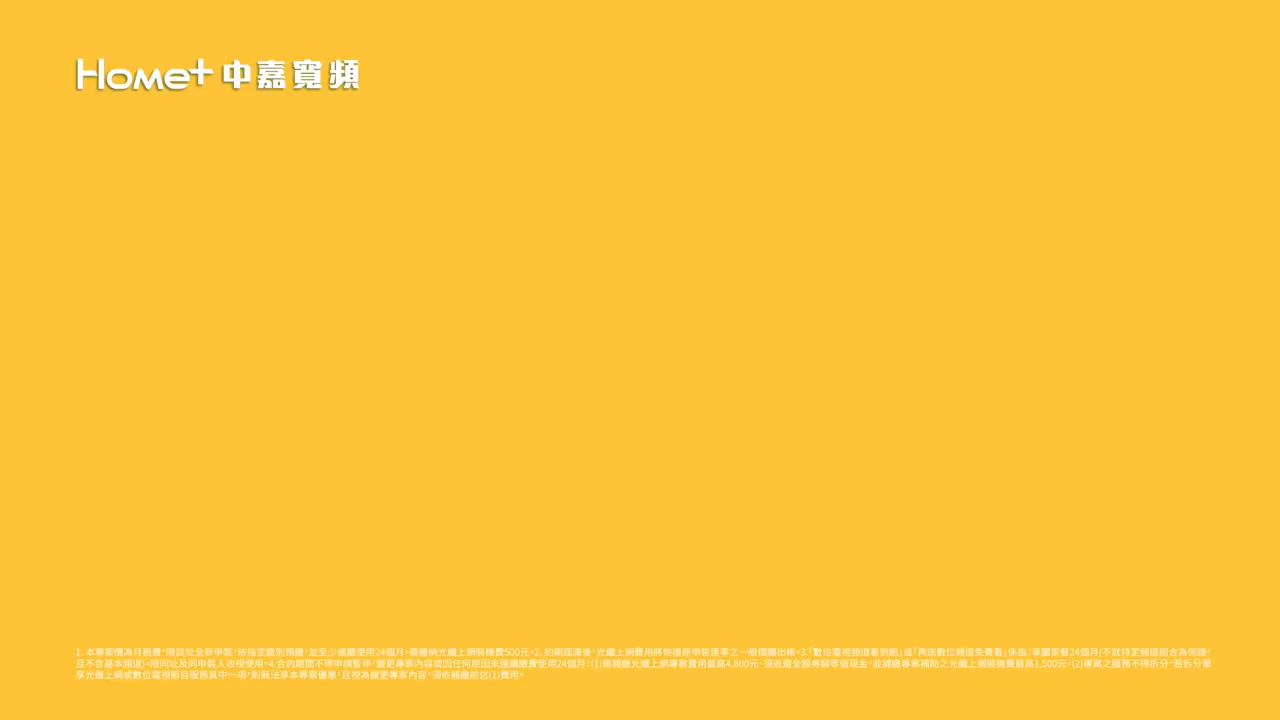 Home+ 中嘉寬頻
1. 本專案價為月租費，限該址全新申裝，依指定繳別預繳，並至少連續使用24個月。需繳納光纖上網裝機費500元。2. 約期屆滿後，光纖上網費用將恢復原申裝速率之一般價購出帳。3.「數位電視頻道看到飽」或「再送數位頻道免費看」係指：享闔家餐24個月(不就特定頻道組合為保證，
且不含基本頻道)。限同址及同申裝人收視使用。4.合約期間不得申請暫停，變更專案內容或因任何原因未連續繳費使用24個月：(1)需補繳光纖上網專案費用最高4,800元、須返還全額券類等值現金，並補繳專案補助之光纖上網裝機費最高1,500元。(2)專案之服務不得拆分，若拆分單
享光纖上網或數位電視節目服務其中一項，則無法享本專案優惠，且視為變更專案內容，須依補繳前述(1)費用。